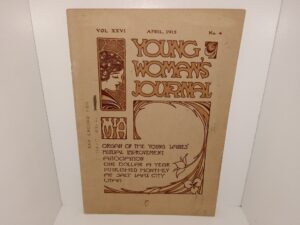 VOL XXVI APRIL, 1915 No 4
YOUNG
WOMAN'S
JOURNAL
MIA
ORGAN OF THE YOUNG LADIES'
MUTUAL IMPROVEMENT
ASSOCIATION
ONE DOLLAR A YEAR
PUBLISHED MONTHLY
AT SALT LAKE CITY
UTAH